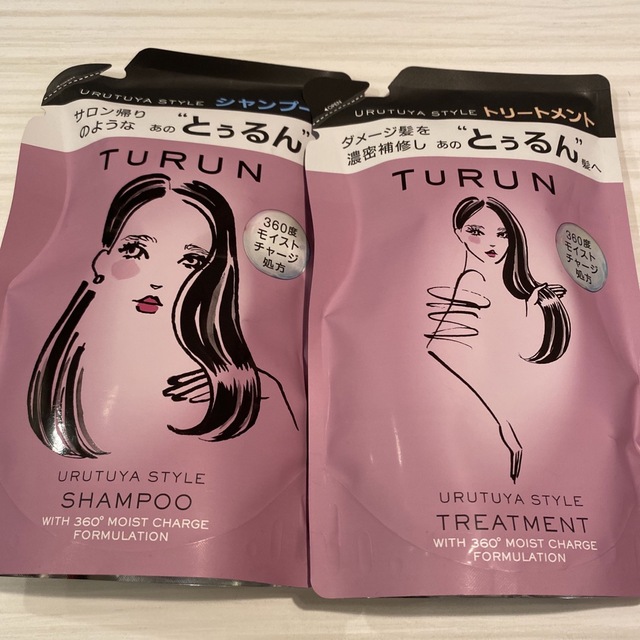 URUTUYA STYLE シャンプー
サロン帰り
のような あの“とぅるん”
TURUN
360度
モイスト
チャージ
処方
URUTUYA STYLE
SHAMPOO
WITH 360° MOIST CHARGE
FORMULATION
OPEN
URUTUYA STYLE トリートメント
ダメージ髪を
濃密補修し あの“とぅるん”髪へ
TURUN
360度
モイスト
チャージ
処方
URUTUYA STYLE
TREATMENT
WITH 360° MOIST CHARGE
FORMULATION